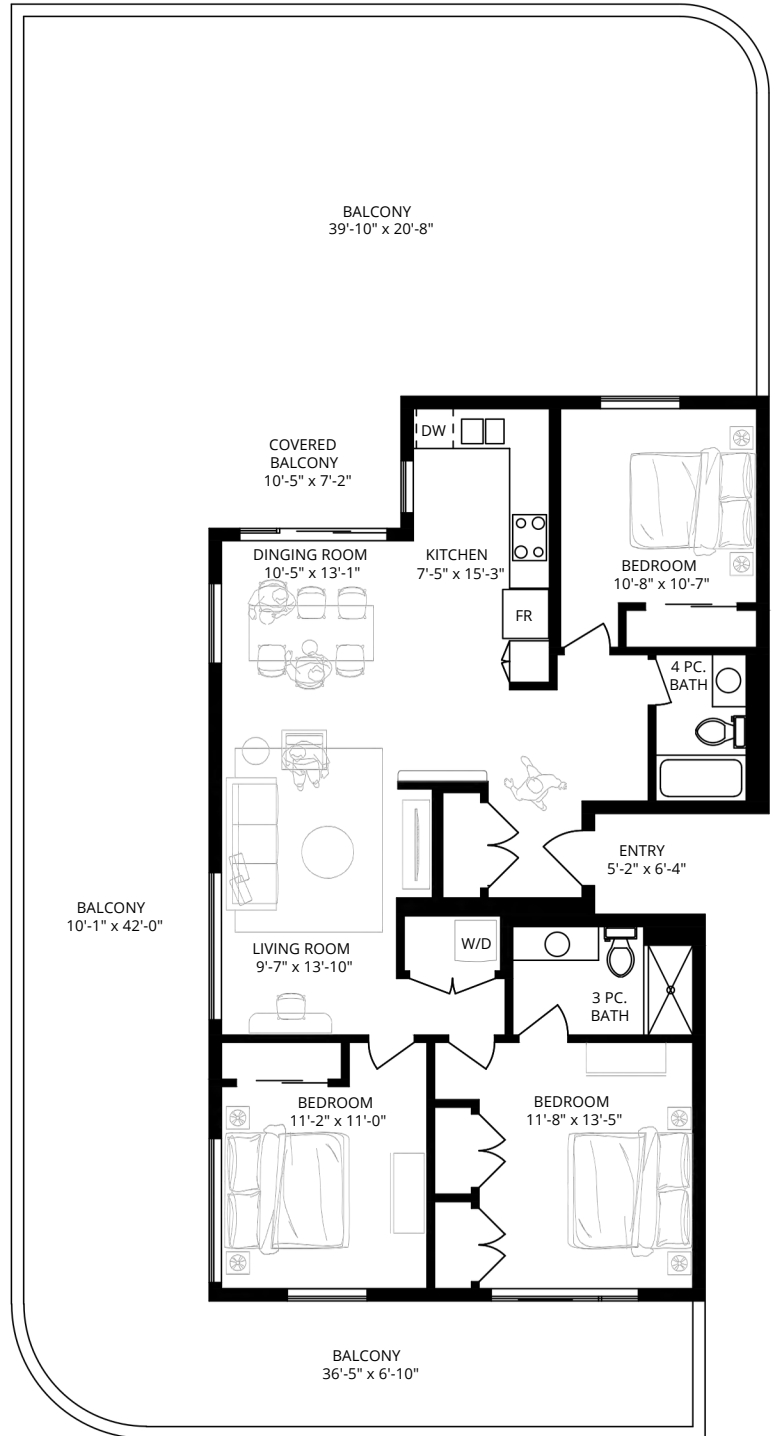 BALCONY
39'-10" x 20'-8"
DW
COVERED
BALCONY
10'-5" x 7'-2"
DINGING ROOM
10'-5" x 13'-1"
KITCHEN
7'-5" x 15'-3"
BEDROOM
10'-8" x 10'-7"
FR
4 PC.
BATH
ENTRY
5'-2" x 6'-4"
BALCONY
10'-1" x 42'-0"
LIVING ROOM
9'-7" x 13'-10"
W/D
3 PC.
BATH
BEDROOM
11'-2" x 11'-0"
BEDROOM
11'-8" x 13'-5"
BALCONY
36'-5" x 6'-10"